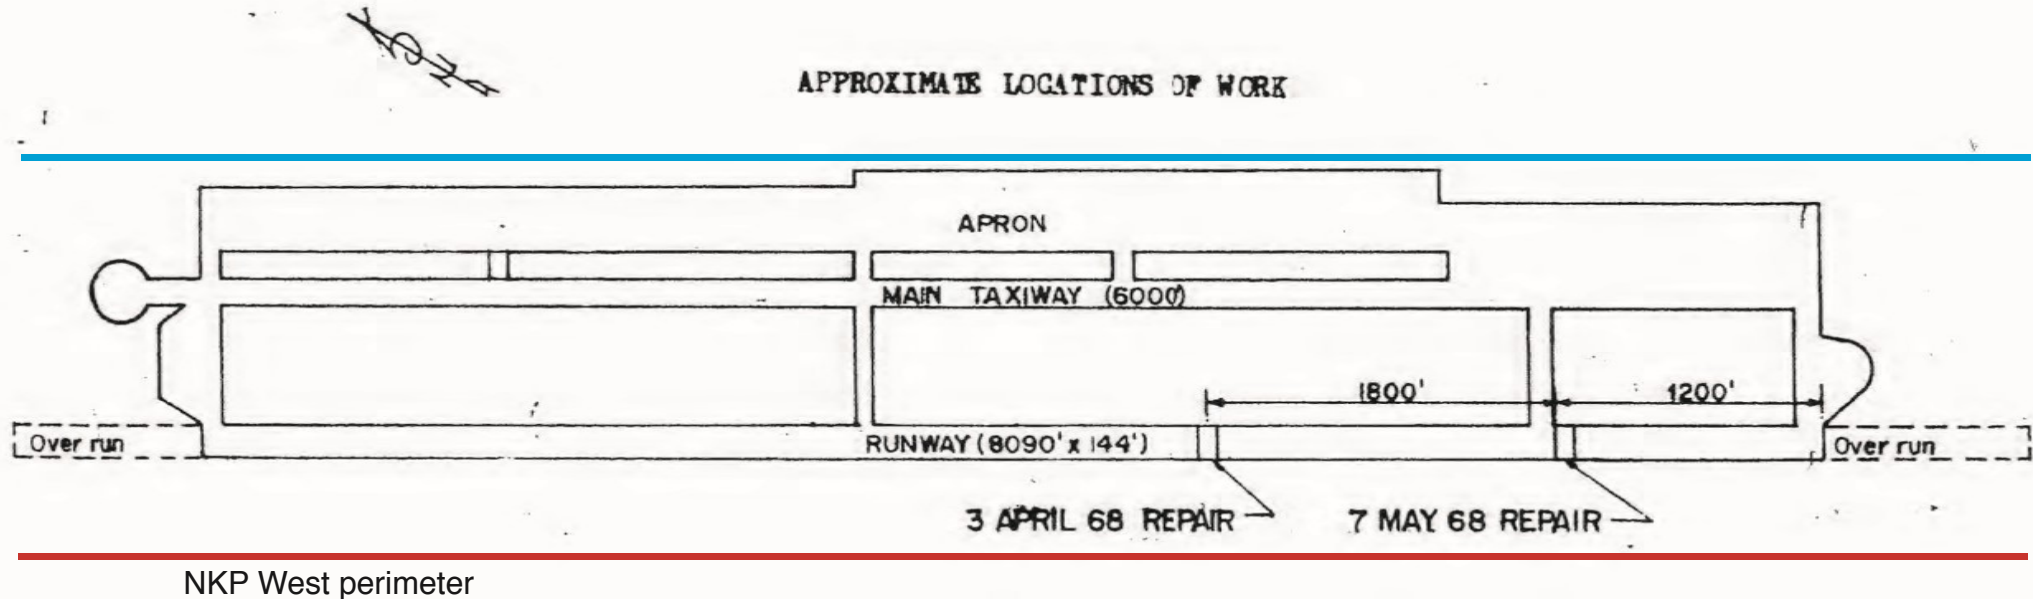 APPROXIMATE LOCATIONS OF WORK
APRON
MAIN TAXIWAY (6000')
1800'
1200'
Over run
RUNWAY (8090' x 144')
Over run
3 APRIL 68 REPAIR
7 MAY 68 REPAIR
NKP West perimeter